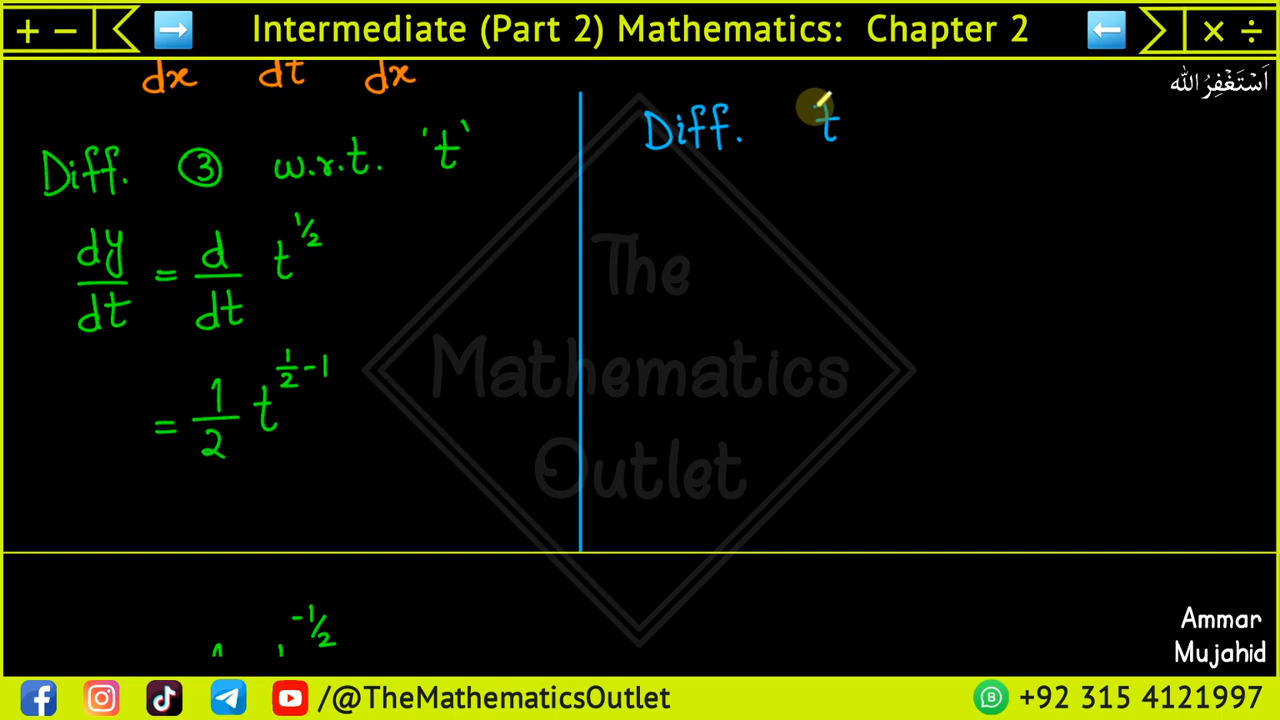 + − Intermediate (Part 2) Mathematics: Chapter 2 × ÷
اَسْتَغْفِرُ اللّٰه
dx dt dx
Diff. ③ w.r.t. 't'
dy/dt = d/dt t^1/2
= 1/2 t^1/2-1
-1/2
Diff. t
The
Mathematics
Outlet
Ammar
Mujahid
/@TheMathematicsOutlet +92 315 4121997